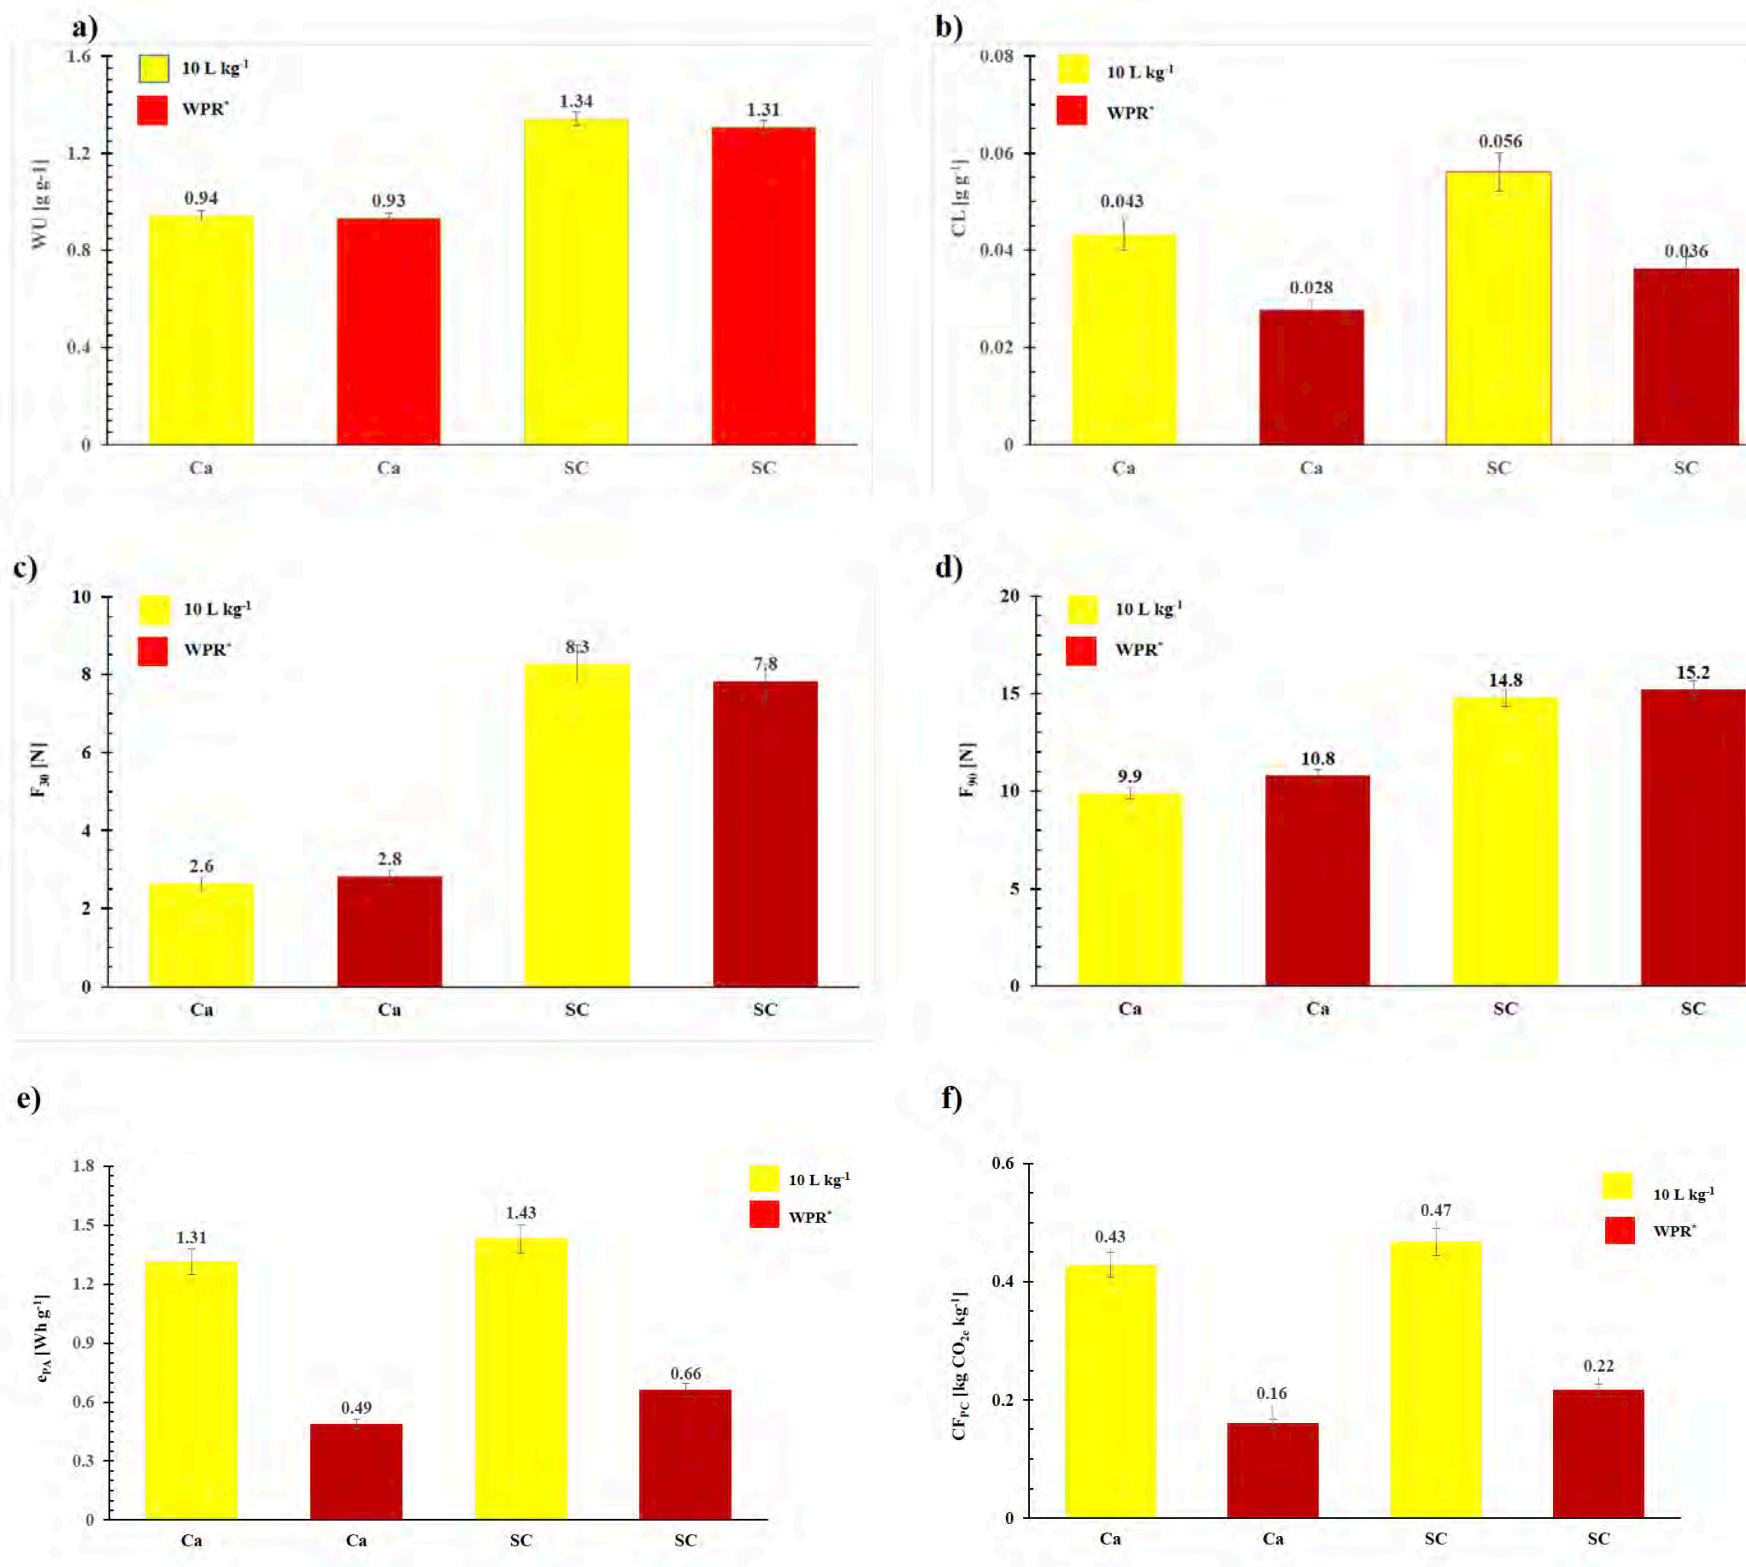 a)
1.6
1.2
0.8
0.4
0
WU [g g-1]
10 L kg-1
WPR*
0.94
0.93
1.34
1.31
Ca
Ca
SC
SC
b)
0.08
0.06
0.04
0.02
0
CL [g g-1]
10 L kg-1
WPR*
0.043
0.028
0.056
0.036
Ca
Ca
SC
SC
c)
10
8
6
4
2
0
F30 [N]
10 L kg-1
WPR*
2.6
2.8
8.3
7.8
Ca
Ca
SC
SC
d)
20
15
10
5
0
F90 [N]
10 L kg-1
WPR*
9.9
10.8
14.8
15.2
Ca
Ca
SC
SC
e)
1.8
1.5
1.2
0.9
0.6
0.3
0
ePA [Wh g-1]
10 L kg-1
WPR*
1.31
0.49
1.43
0.66
Ca
Ca
SC
SC
f)
0.6
0.4
0.2
0
CFPC [kg CO2e kg-1]
10 L kg-1
WPR*
0.43
0.16
0.47
0.22
Ca
Ca
SC
SC